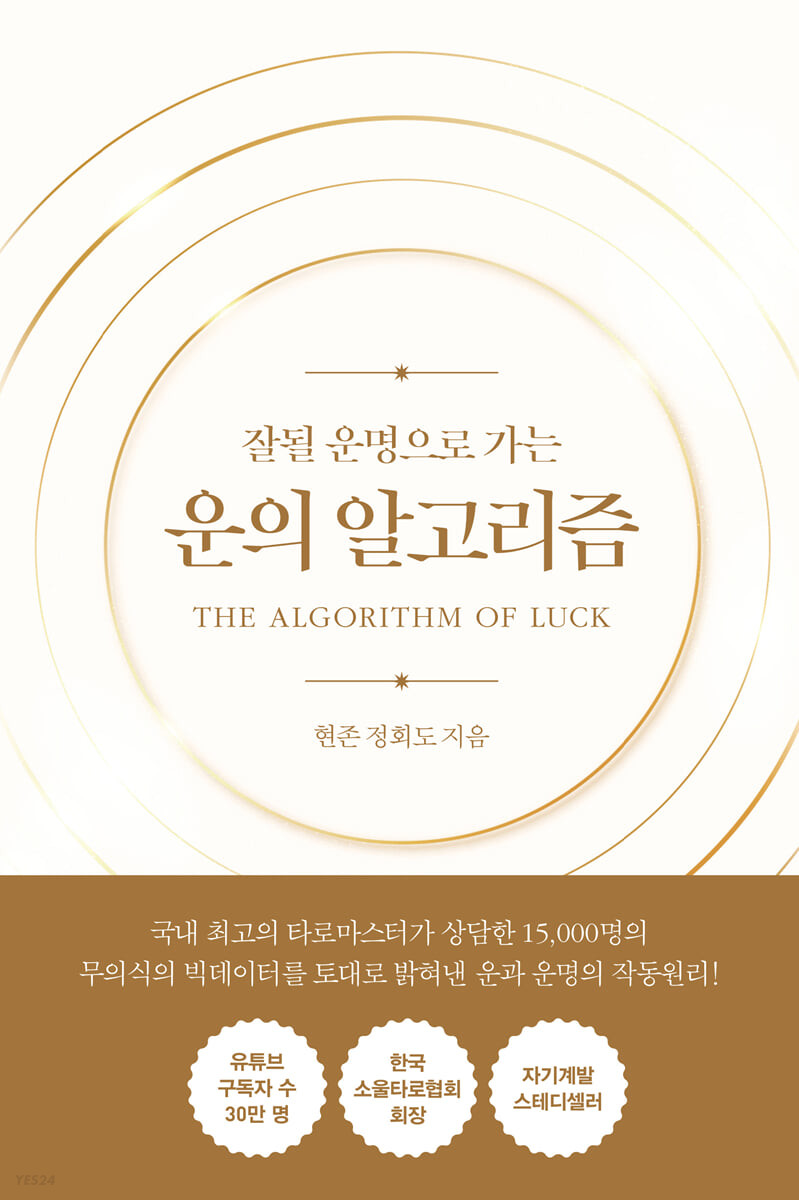 잘될 운명으로 가는
운의 알고리즘
THE ALGORITHM OF LUCK
현존 정회도 지음
국내 최고의 타로마스터가 상담한 15,000명의
무의식의 빅데이터를 토대로 밝혀낸 운과 운명의 작동원리!
유튜브
구독자 수
30만 명
한국
소울타로협회
회장
자기계발
스테디셀러
YES24